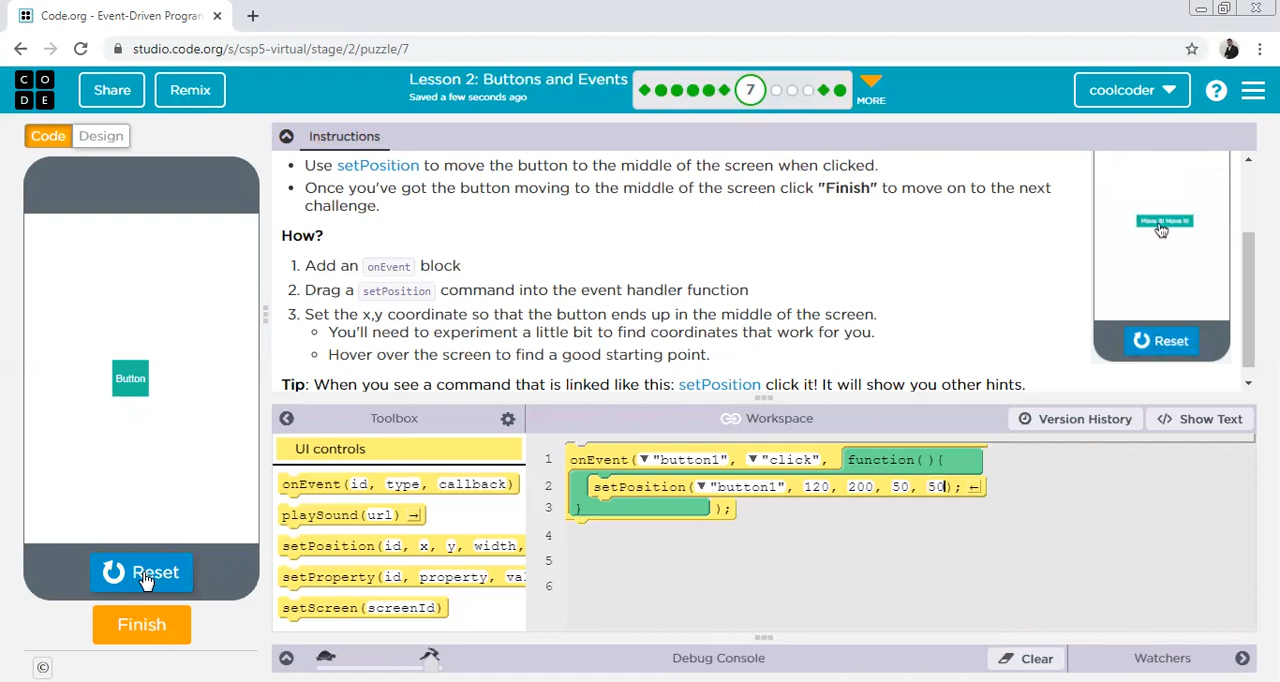 Code.org - Event-Driven Progran
studio.code.org/s/csp5-virtual/stage/2/puzzle/7
C O
D E
Share
Remix
Lesson 2: Buttons and Events
Saved a few seconds ago
7
MORE
coolcoder
?
Code
Design
Instructions
• Use setPosition to move the button to the middle of the screen when clicked.
• Once you've got the button moving to the middle of the screen click "Finish" to move on to the next
challenge.
How?
1. Add an onEvent block
2. Drag a setPosition command into the event handler function
3. Set the x,y coordinate so that the button ends up in the middle of the screen.
You'll need to experiment a little bit to find coordinates that work for you.
Hover over the screen to find a good starting point.
Tip: When you see a command that is linked like this: setPosition click it! It will show you other hints.
Move It! Move It!
Reset
Button
Reset
Finish
©
Toolbox
Workspace
Version History
</> Show Text
UI controls
onEvent(id, type, callback)
playSound(url)
setPosition(id, x, y, width,
setProperty(id, property, va
setScreen(screenId)
1 onEvent("button1", "click", function(){
2 setPosition("button1", 120, 200, 50, 50);
3 } );
4
5
6
Debug Console
Clear
Watchers